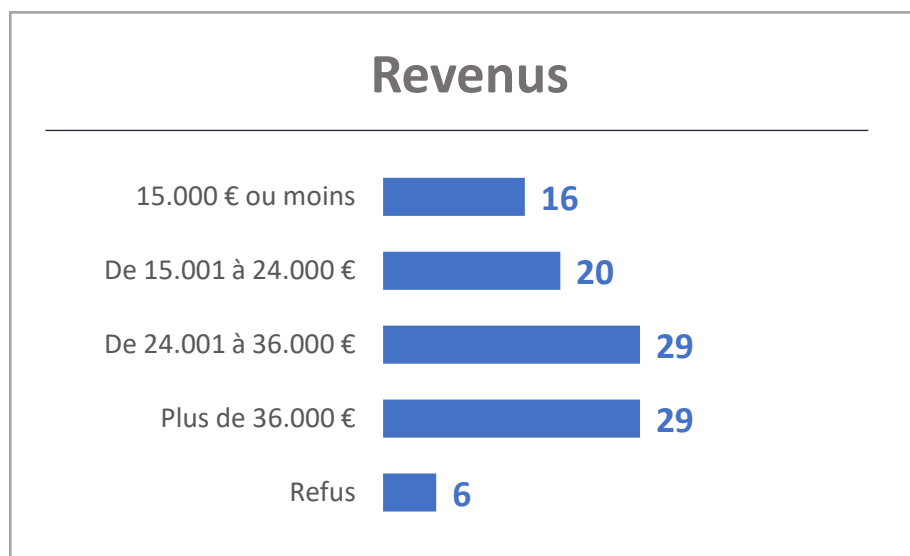 Revenus
15.000 € ou moins 16
De 15.001 à 24.000 € 20
De 24.001 à 36.000 € 29
Plus de 36.000 € 29
Refus 6